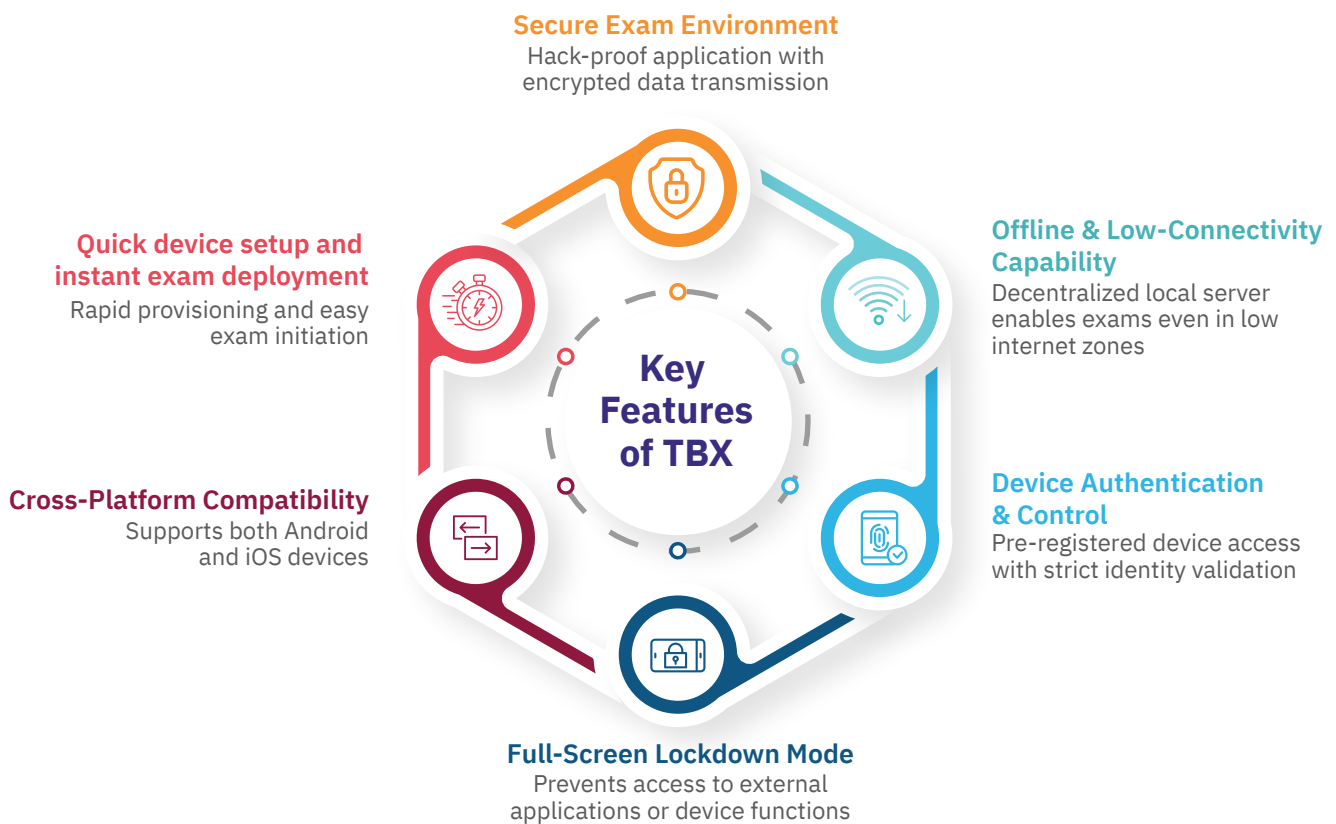 Secure Exam Environment
Hack-proof application with
encrypted data transmission
Offline & Low-Connectivity
Capability
Decentralized local server
enables exams even in low
internet zones
Device Authentication
& Control
Pre-registered device access
with strict identity validation
Full-Screen Lockdown Mode
Prevents access to external
applications or device functions
Cross-Platform Compatibility
Supports both Android
and iOS devices
Quick device setup and
instant exam deployment
Rapid provisioning and easy
exam initiation
Key
Features
of TBX